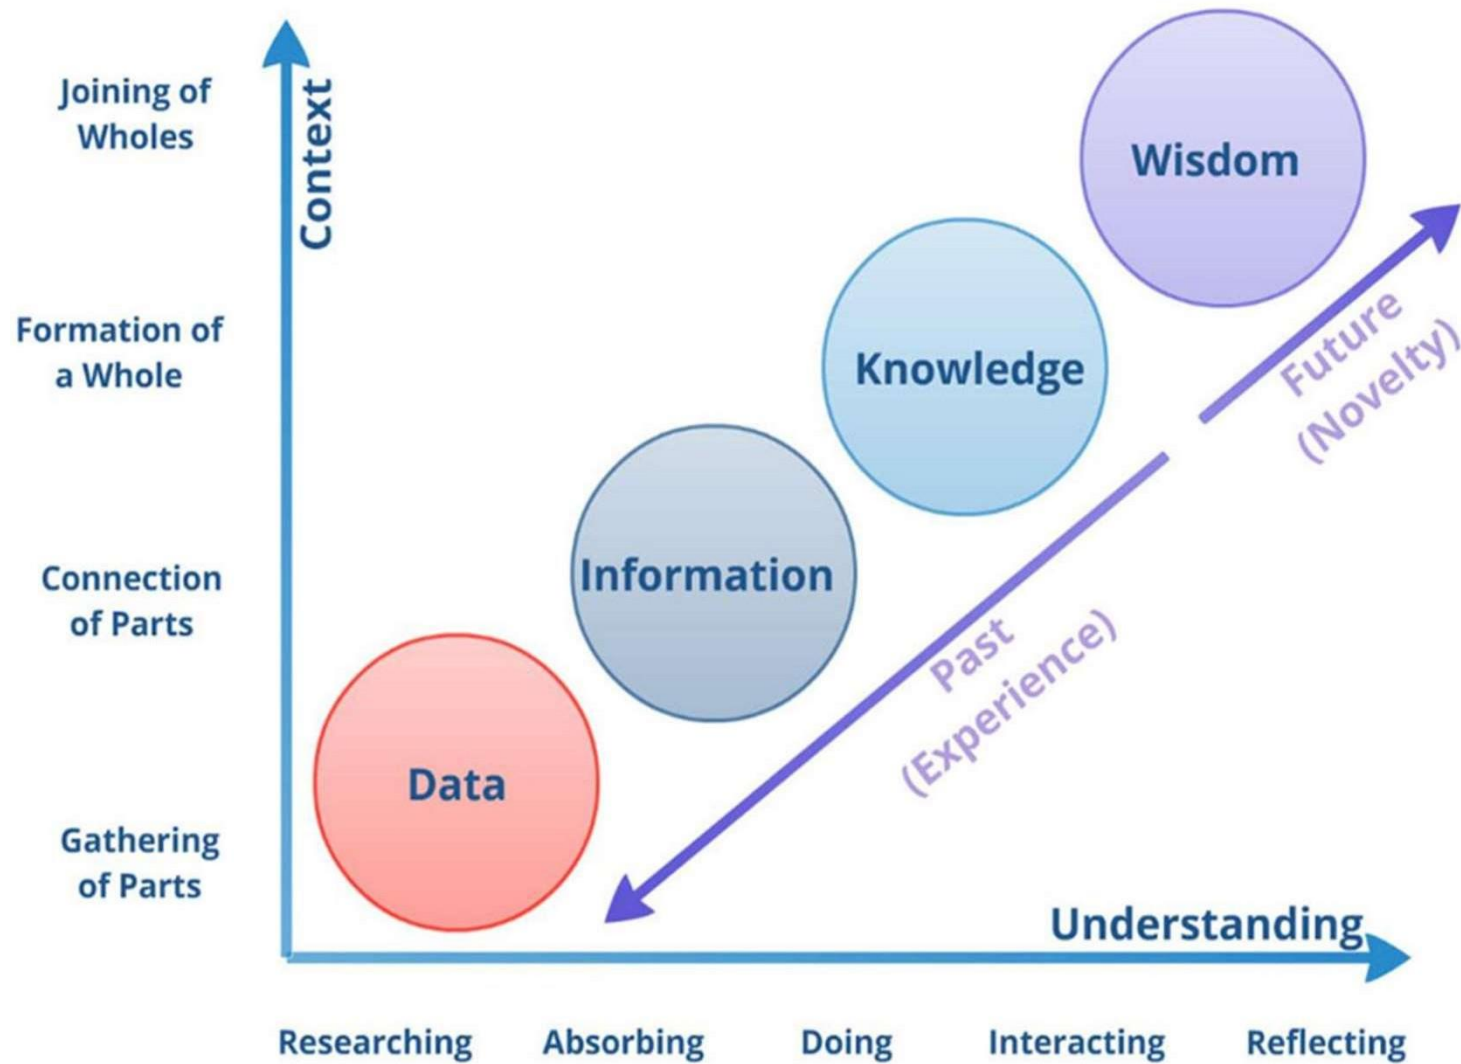 Joining of
Wholes
Context
Wisdom
Formation of
a Whole
Knowledge
Future
(Novelty)
Connection
of Parts
Information
Past
(Experience)
Gathering
of Parts
Data
Understanding
Researching
Absorbing
Doing
Interacting
Reflecting